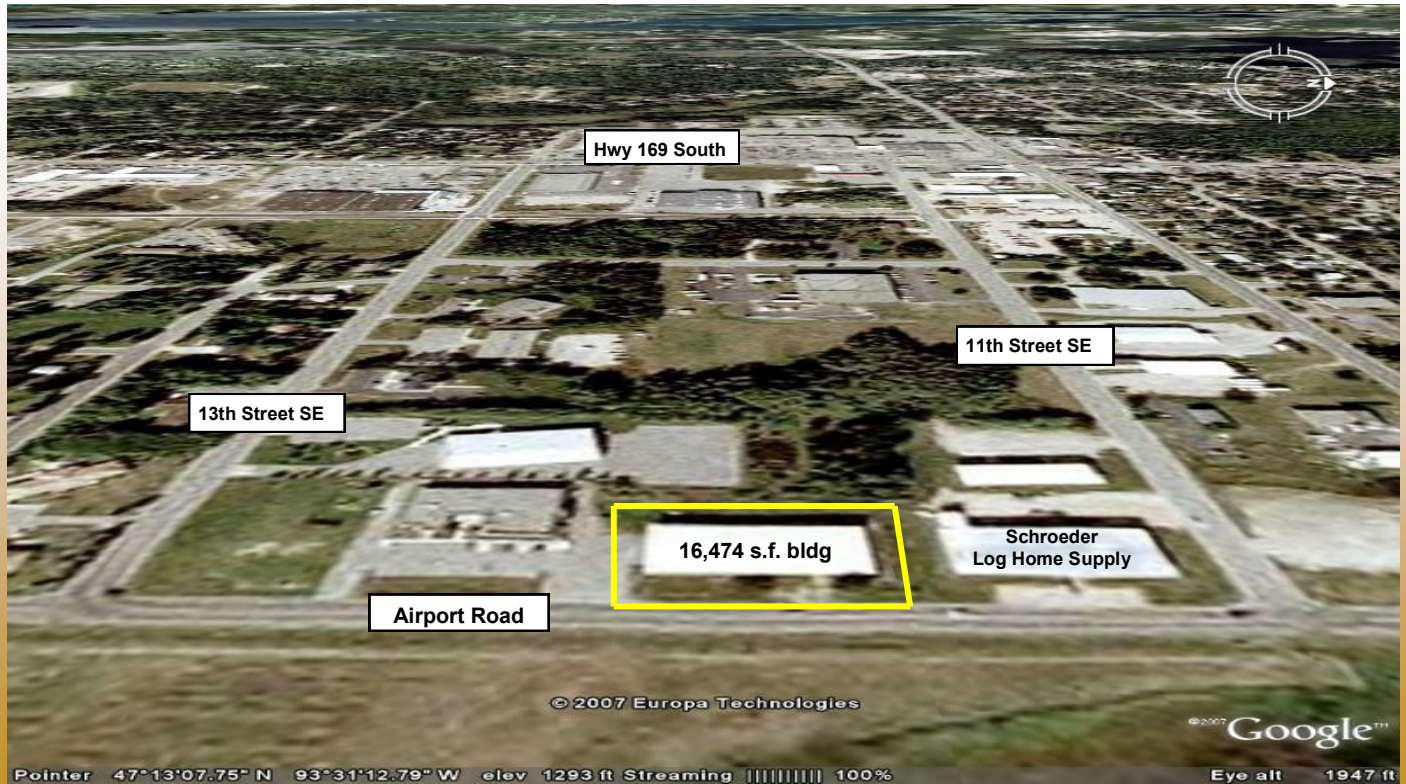 N
Hwy 169 South
11th Street SE
13th Street SE
16,474 s.f. bldg
Schroeder
Log Home Supply
Airport Road
© 2007 Europa Technologies
©2007 Google™
Pointer 47°13'07.75" N 93°31'12.79" W elev 1293 ft Streaming |||||||||| 100% Eye alt 1947 ft